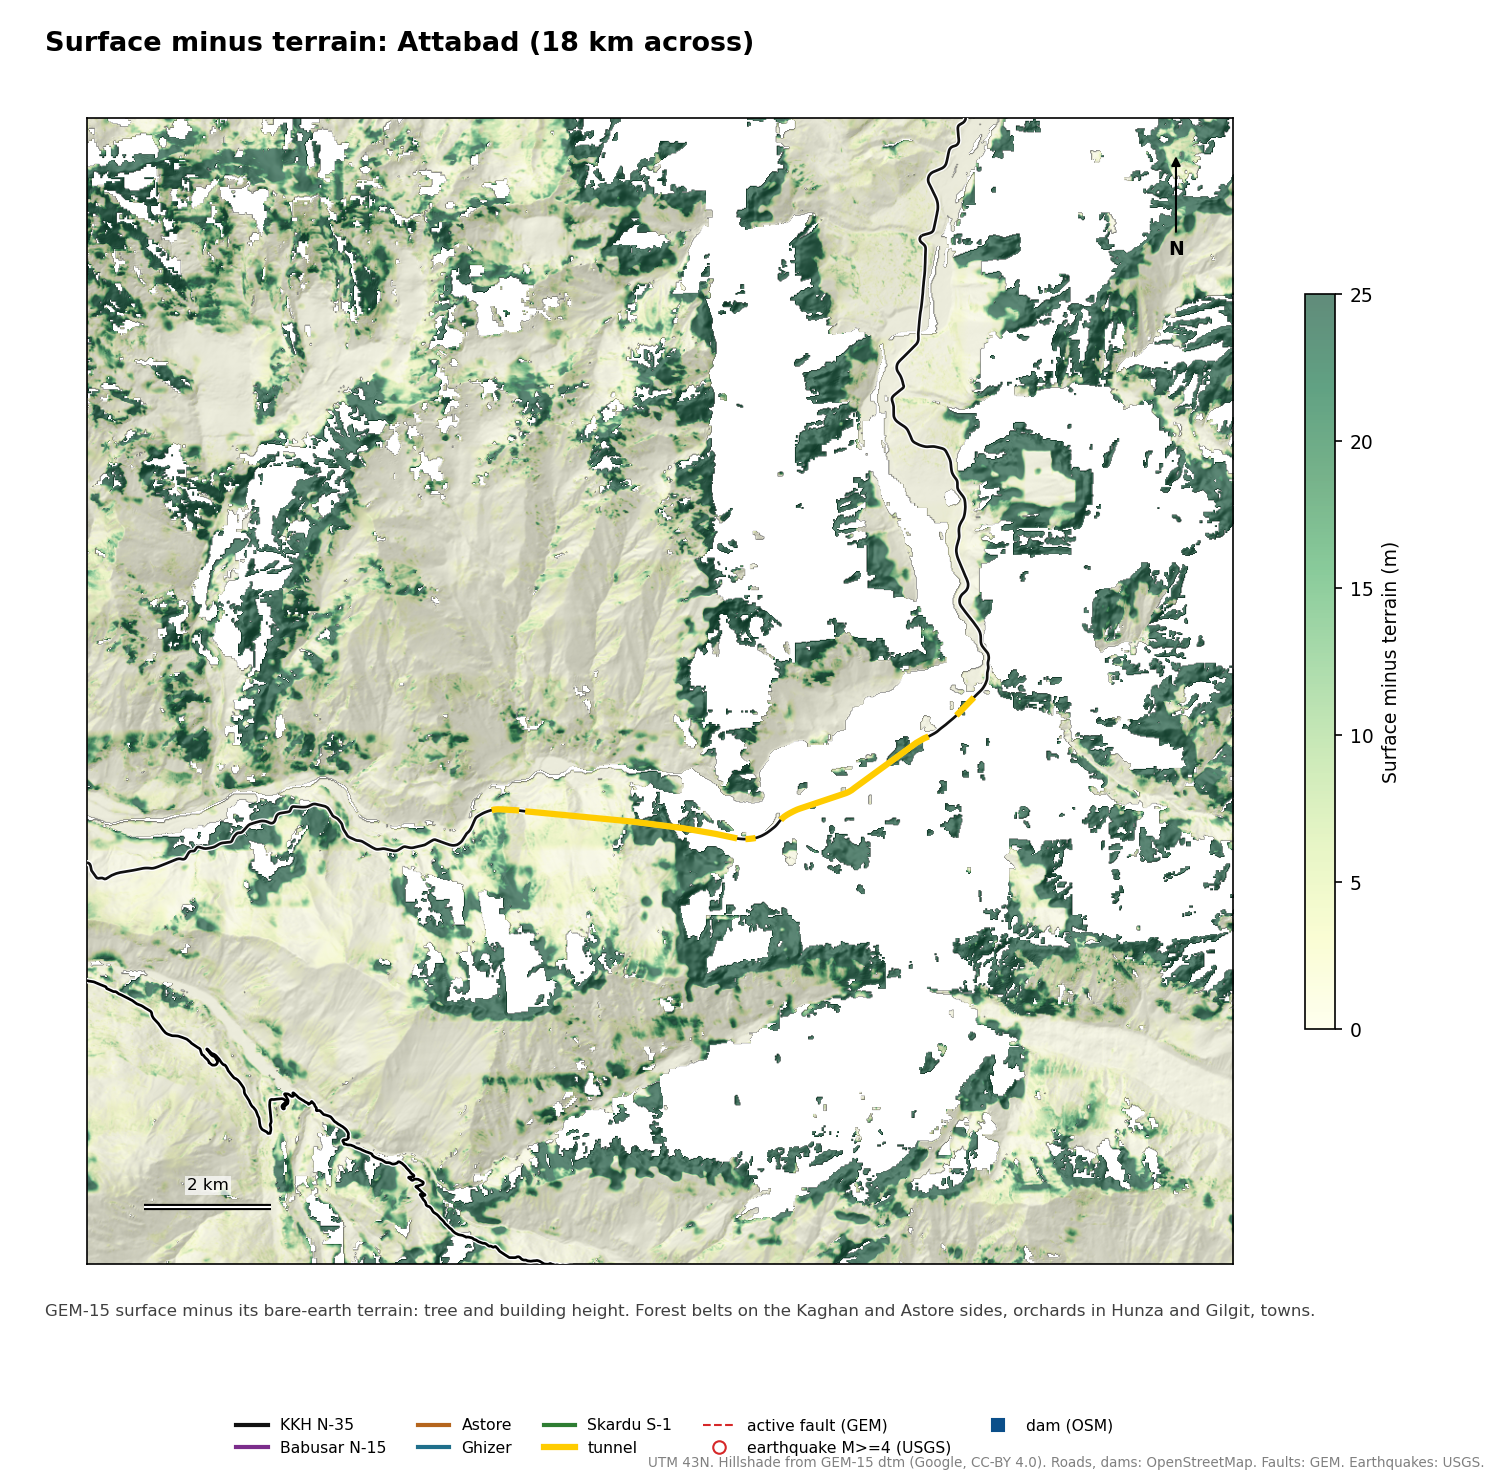 Surface minus terrain: Attabad (18 km across)
N
25
20
15
10
5
0
Surface minus terrain (m)
2 km
GEM-15 surface minus its bare-earth terrain: tree and building height. Forest belts on the Kaghan and Astore sides, orchards in Hunza and Gilgit, towns.
KKH N-35
Babusar N-15
Astore
Ghizer
Skardu S-1
tunnel
active fault (GEM)
earthquake M>=4 (USGS)
dam (OSM)
UTM 43N. Hillshade from GEM-15 dtm (Google, CC-BY 4.0). Roads, dams: OpenStreetMap. Faults: GEM. Earthquakes: USGS.